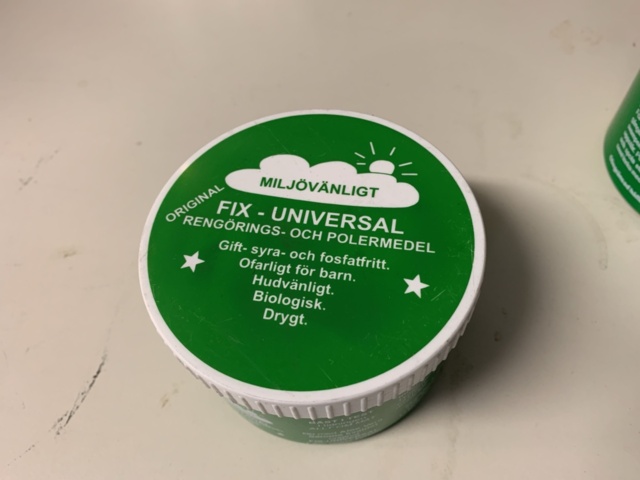 MILJÖVÄNLIGT
ORIGINAL
FIX - UNIVERSAL
RENGÖRINGS- OCH POLERMEDEL
Gift- syra- och fosfatfritt.
Ofarligt för barn.
Hudvänligt.
Biologisk.
Drygt.